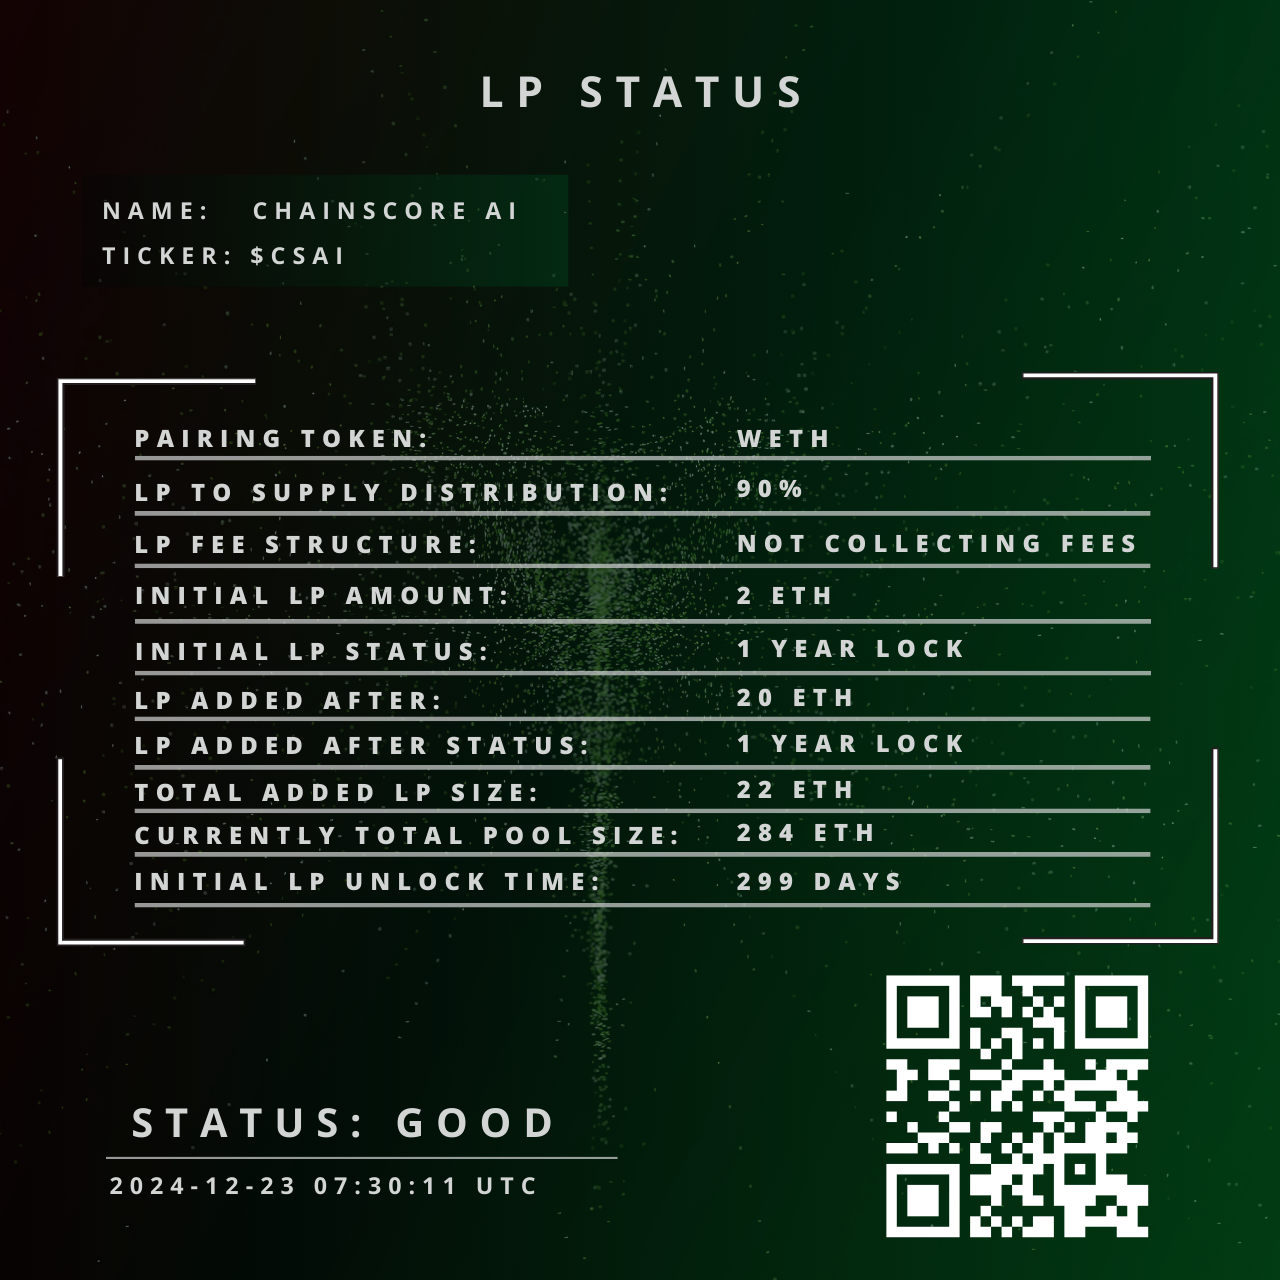 LP STATUS
NAME: CHAINSCORE AI
TICKER: $CSAI
PAIRING TOKEN: WETH
LP TO SUPPLY DISTRIBUTION: 90%
LP FEE STRUCTURE: NOT COLLECTING FEES
INITIAL LP AMOUNT: 2 ETH
INITIAL LP STATUS: 1 YEAR LOCK
LP ADDED AFTER: 20 ETH
LP ADDED AFTER STATUS: 1 YEAR LOCK
TOTAL ADDED LP SIZE: 22 ETH
CURRENTLY TOTAL POOL SIZE: 284 ETH
INITIAL LP UNLOCK TIME: 299 DAYS
STATUS: GOOD
2024-12-23 07:30:11 UTC